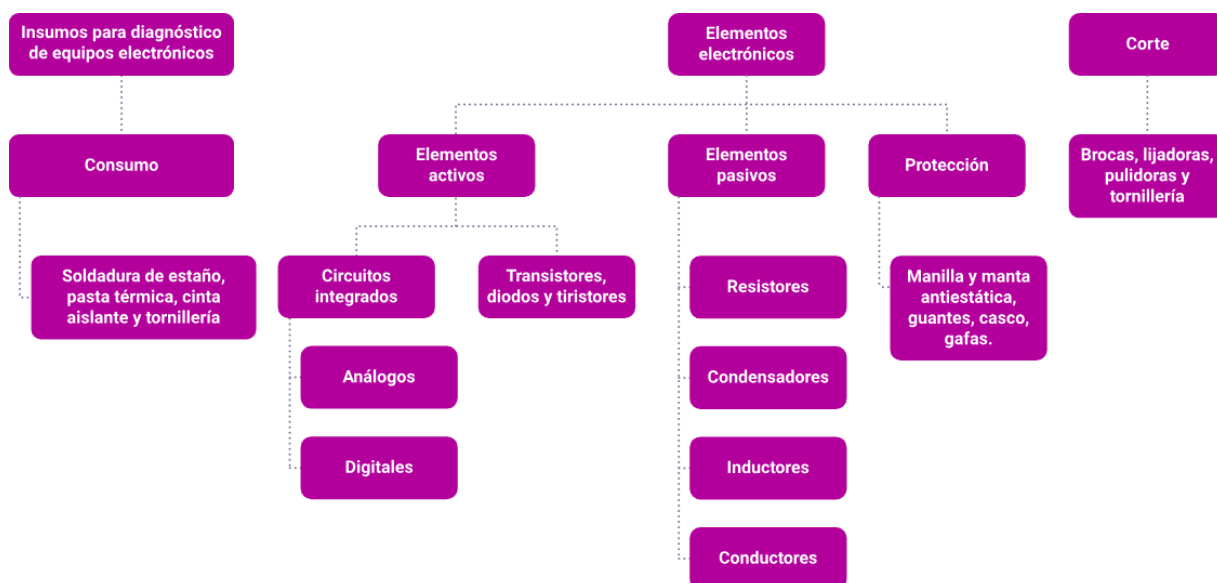 Insumos para diagnóstico
de equipos electrónicos
Elementos
electrónicos
Corte
Consumo
Elementos
activos
Elementos
pasivos
Protección
Brocas, lijadoras,
pulidoras y
tornillería
Soldadura de estaño,
pasta térmica, cinta
aislante y tornillería
Circuitos
integrados
Transistores,
diodos y tiristores
Resistores
Manilla y manta
antiestática,
guantes, casco,
gafas.
Análogos
Condensadores
Digitales
Inductores
Conductores